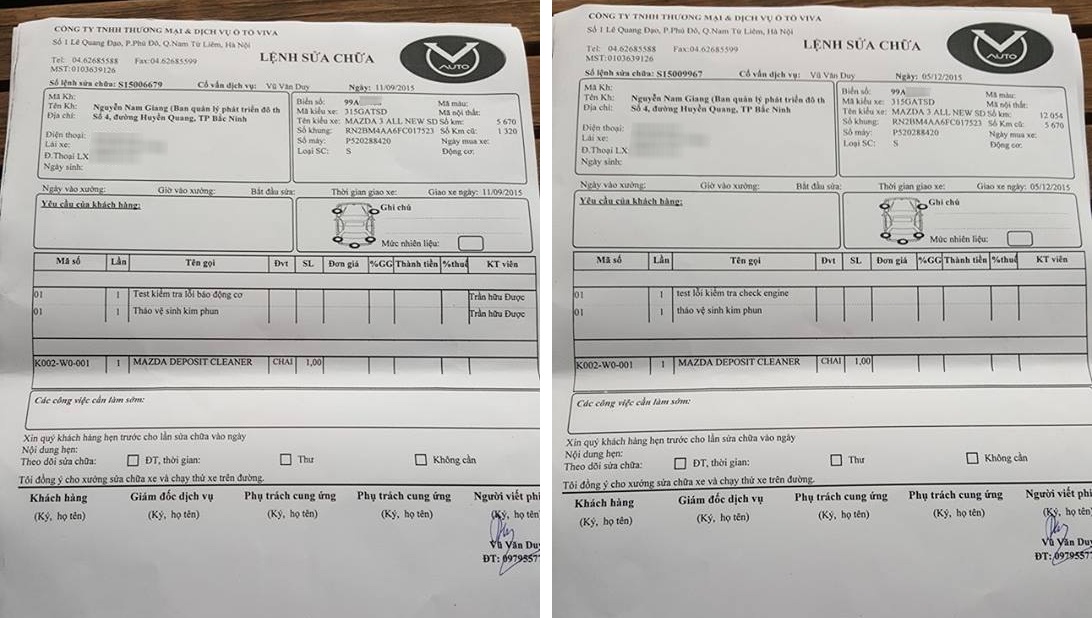 CÔNG TY TNHH THƯƠNG MẠI & DỊCH VỤ Ô TÔ VIVA
Số 1 Lê Quang Đạo, P.Phú Đô, Q.Nam Từ Liêm, Hà Nội
Tel: 04.62685588 Fax:04.62685599
MST:0103639126
LỆNH SỬA CHỮA
V AUTO
Số lệnh sửa chữa: S15006679 Cố vấn dịch vụ: Vũ Văn Duy Ngày: 11/09/2015
Mã Kh:
Tên Kh: Nguyễn Nam Giang (Ban quản lý phát triển đô th
Địa chỉ: Số 4, đường Huyền Quang, TP Bắc Ninh
Điện thoại:
Lái xe:
Đ.Thoại LX
Ngày sinh:
Biển số: 99A Mã màu:
Mã kiểu xe: 315GATSD Mã nội thất:
Tên kiểu xe: MAZDA 3 ALL NEW SD Số km: 5 670
Số khung: RN2BM4AA6FC017523 Số Km cũ: 1 320
Số máy: P520288420 Ngày mua xe:
Loại SC: S Động cơ:
Ngày vào xưởng: Giờ vào xưởng: Bắt đầu sửa: Thời gian giao xe: Giao xe ngày: 11/09/2015
Yêu cầu của khách hàng:
Ghi chú
Mức nhiên liệu:
Mã số Lần Tên gọi Đvt SL Đơn giá %GG Thành tiền %thuế KT viên
01 1 Test kiểm tra lỗi báo động cơ Trần hữu Được
01 1 Tháo vệ sinh kim phun Trần hữu Được
K002-W0-001 1 MAZDA DEPOSIT CLEANER CHAI 1,00
Các công việc cần làm sớm:
Xin quý khách hàng hẹn trước cho lần sửa chữa vào ngày
Nội dung hẹn:
Theo dõi sửa chữa: ĐT, thời gian: Thư Không cần
Tôi đồng ý cho xưởng sửa chữa xe và chạy thử xe trên đường.
Khách hàng Giám đốc dịch vụ Phụ trách cung ứng Phụ trách cung ứng Người viết phi
(Ký, họ tên) (Ký, họ tên) (Ký, họ tên) (Ký, họ tên) (Ký, họ tên)
Vũ Văn Duy
ĐT: 0979557
CÔNG TY TNHH THƯƠNG MẠI & DỊCH VỤ Ô TÔ VIVA
Số 1 Lê Quang Đạo, P.Phú Đô, Q.Nam Từ Liêm, Hà Nội
Tel: 04.62685588 Fax:04.62685599
MST:0103639126
LỆNH SỬA CHỮA
V AUTO
Số lệnh sửa chữa: S15009967 Cố vấn dịch vụ: Vũ Văn Duy Ngày: 05/12/2015
Mã Kh:
Tên Kh: Nguyễn Nam Giang (Ban quản lý phát triển đô th
Địa chỉ: Số 4, đường Huyền Quang, TP Bắc Ninh
Điện thoại:
Lái xe:
Đ.Thoại LX
Ngày sinh:
Biển số: 99A Mã màu:
Mã kiểu xe: 315GATSD Mã nội thất:
Tên kiểu xe: MAZDA 3 ALL NEW SD Số km: 12 054
Số khung: RN2BM4AA6FC017523 Số Km cũ: 5 670
Số máy: P520288420 Ngày mua xe:
Loại SC: S Động cơ:
Ngày vào xưởng: Giờ vào xưởng: Bắt đầu sửa: Thời gian giao xe: Giao xe ngày: 05/12/2015
Yêu cầu của khách hàng:
Ghi chú
Mức nhiên liệu:
Mã số Lần Tên gọi Đvt SL Đơn giá %GG Thành tiền %thuế KT viên
01 1 test lỗi kiểm tra check engine
01 1 tháo vệ sinh kim phun
K002-W0-001 1 MAZDA DEPOSIT CLEANER CHAI 1,00
Các công việc cần làm sớm:
Xin quý khách hàng hẹn trước cho lần sửa chữa vào ngày
Nội dung hẹn:
Theo dõi sửa chữa: ĐT, thời gian: Thư Không cần
Tôi đồng ý cho xưởng sửa chữa xe và chạy thử xe trên đường.
Khách hàng Giám đốc dịch vụ Phụ trách cung ứng Phụ trách cung ứng Người viết phi
(Ký, họ tên) (Ký, họ tên) (Ký, họ tên) (Ký, họ tên) (Ký, họ tên)
Vũ Văn Duy
ĐT: 0979557